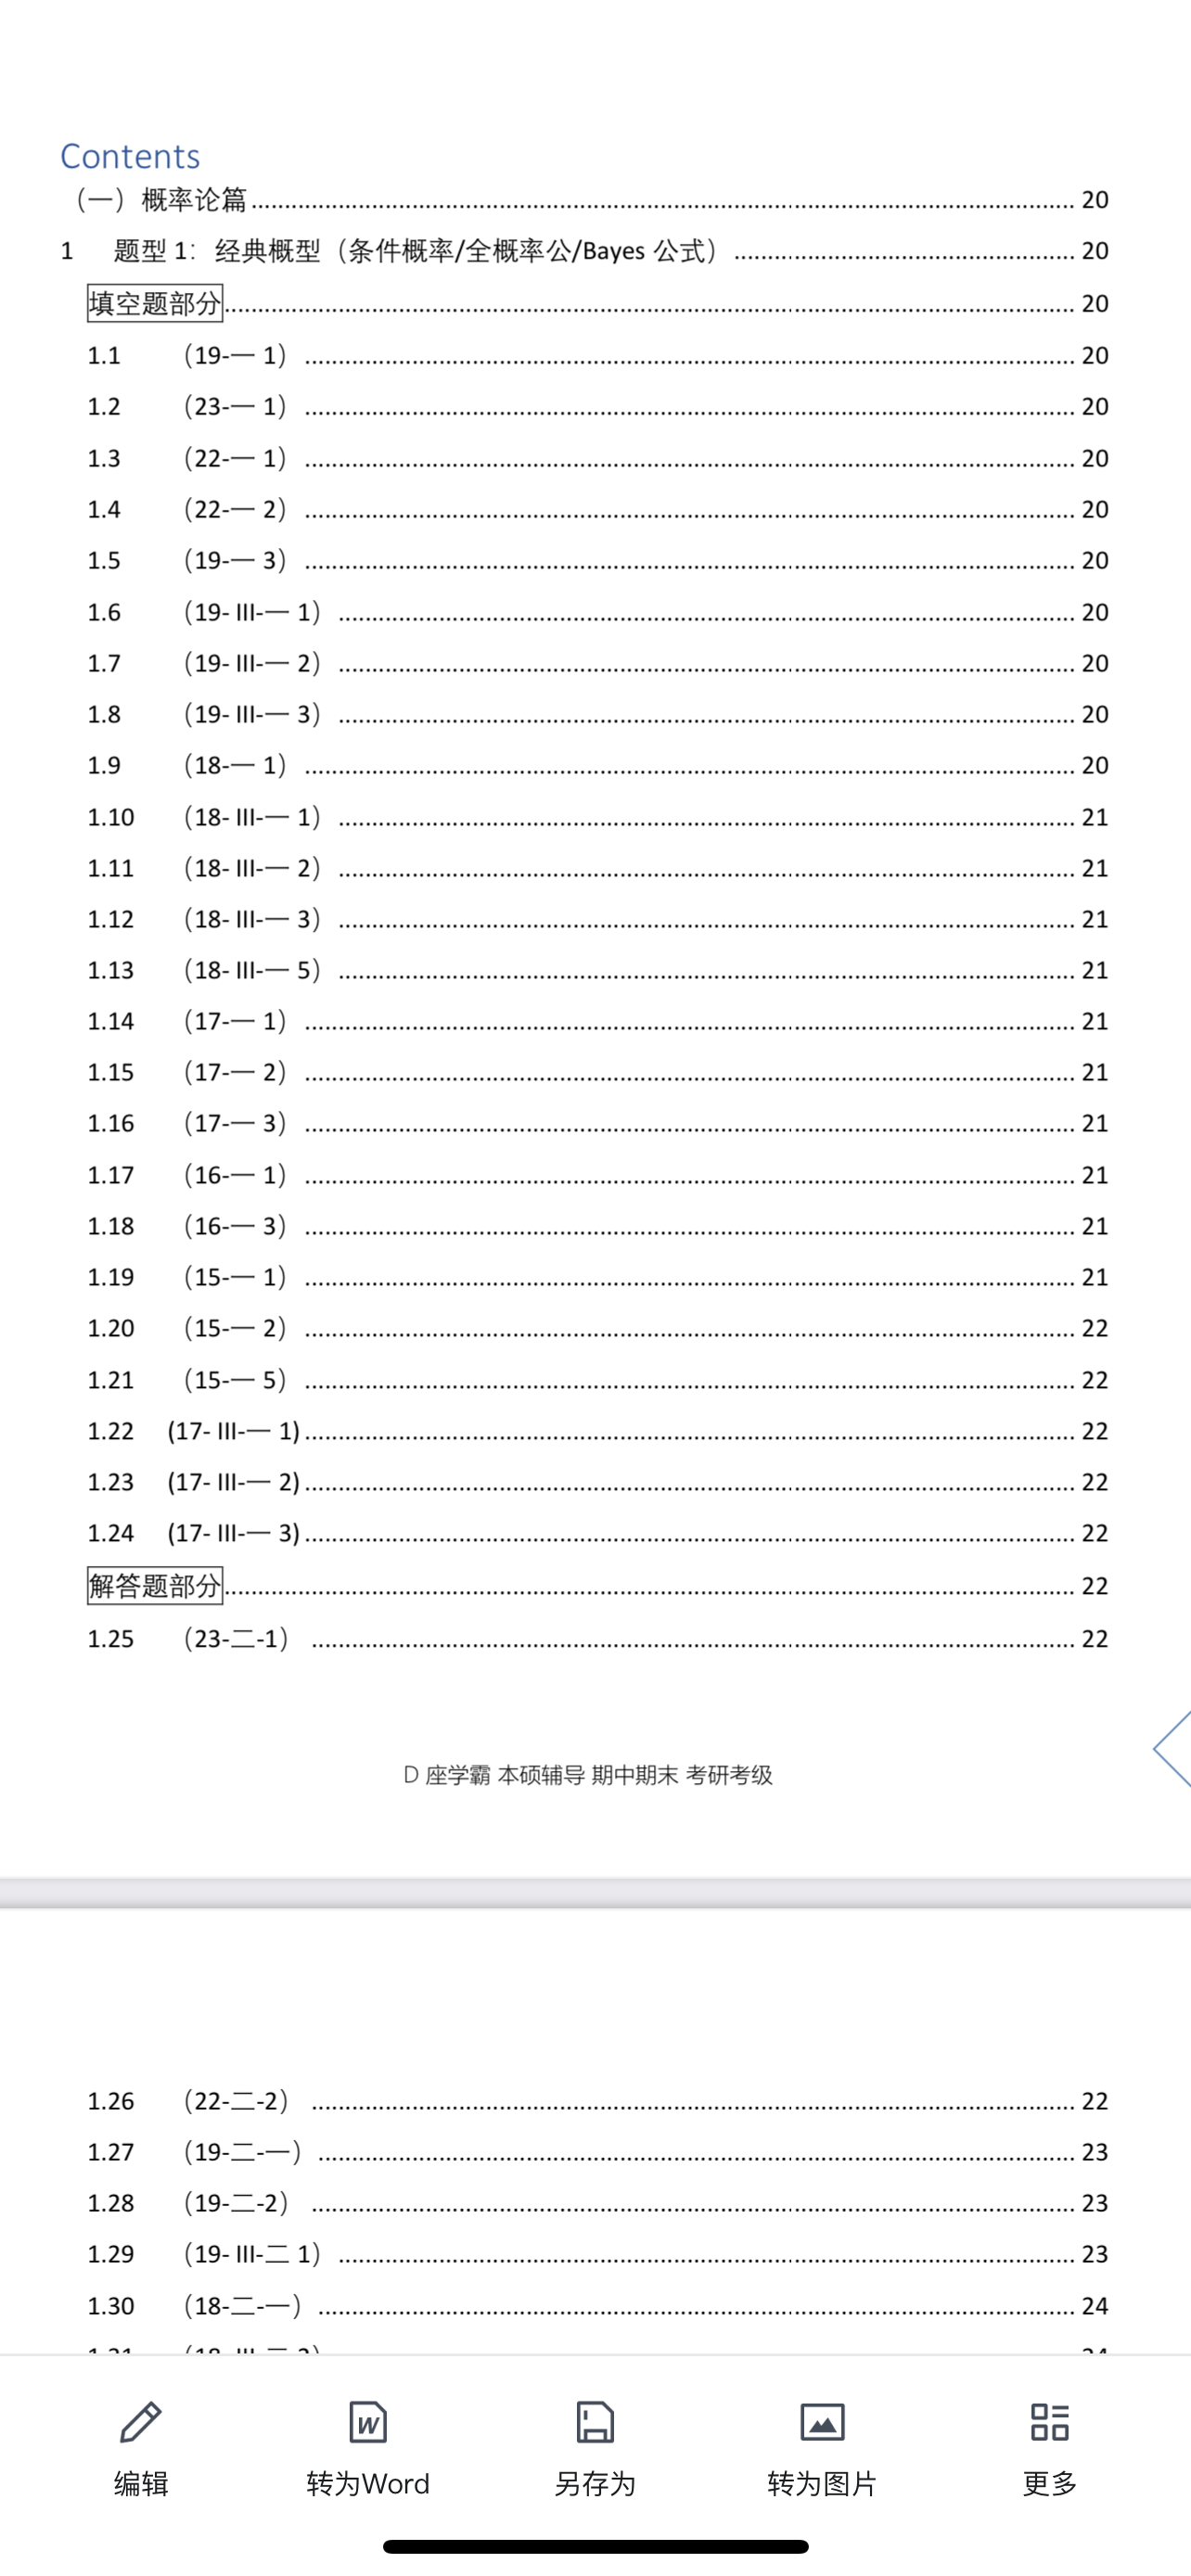 Contents
（一）概率论篇 20
1 题型 1：经典概型（条件概率/全概率公/Bayes 公式） 20
填空题部分 20
1.1 （19-一 1） 20
1.2 （23-一 1） 20
1.3 （22-一 1） 20
1.4 （22-一 2） 20
1.5 （19-一 3） 20
1.6 （19- III-一 1） 20
1.7 （19- III-一 2） 20
1.8 （19- III-一 3） 20
1.9 （18-一 1） 20
1.10 （18- III-一 1） 21
1.11 （18- III-一 2） 21
1.12 （18- III-一 3） 21
1.13 （18- III-一 5） 21
1.14 （17-一 1） 21
1.15 （17-一 2） 21
1.16 （17-一 3） 21
1.17 （16-一 1） 21
1.18 （16-一 3） 21
1.19 （15-一 1） 21
1.20 （15-一 2） 22
1.21 （15-一 5） 22
1.22 (17- III-一 1) 22
1.23 (17- III-一 2) 22
1.24 (17- III-一 3) 22
解答题部分 22
1.25 （23-二-1） 22
D 座学霸 本硕辅导 期中期末 考研考级
1.26 （22-二-2） 22
1.27 （19-二-一） 23
1.28 （19-二-2） 23
1.29 （19- III-二 1） 23
1.30 （18-二-一） 24
编辑 转为Word 另存为 转为图片 更多